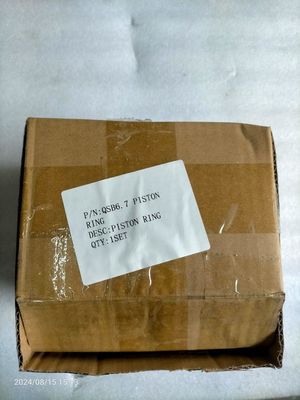 P/N:QSB6.7 PISTON
RING
DESC:PISTON RING
QTY:1SET
2024/08/15 15:13